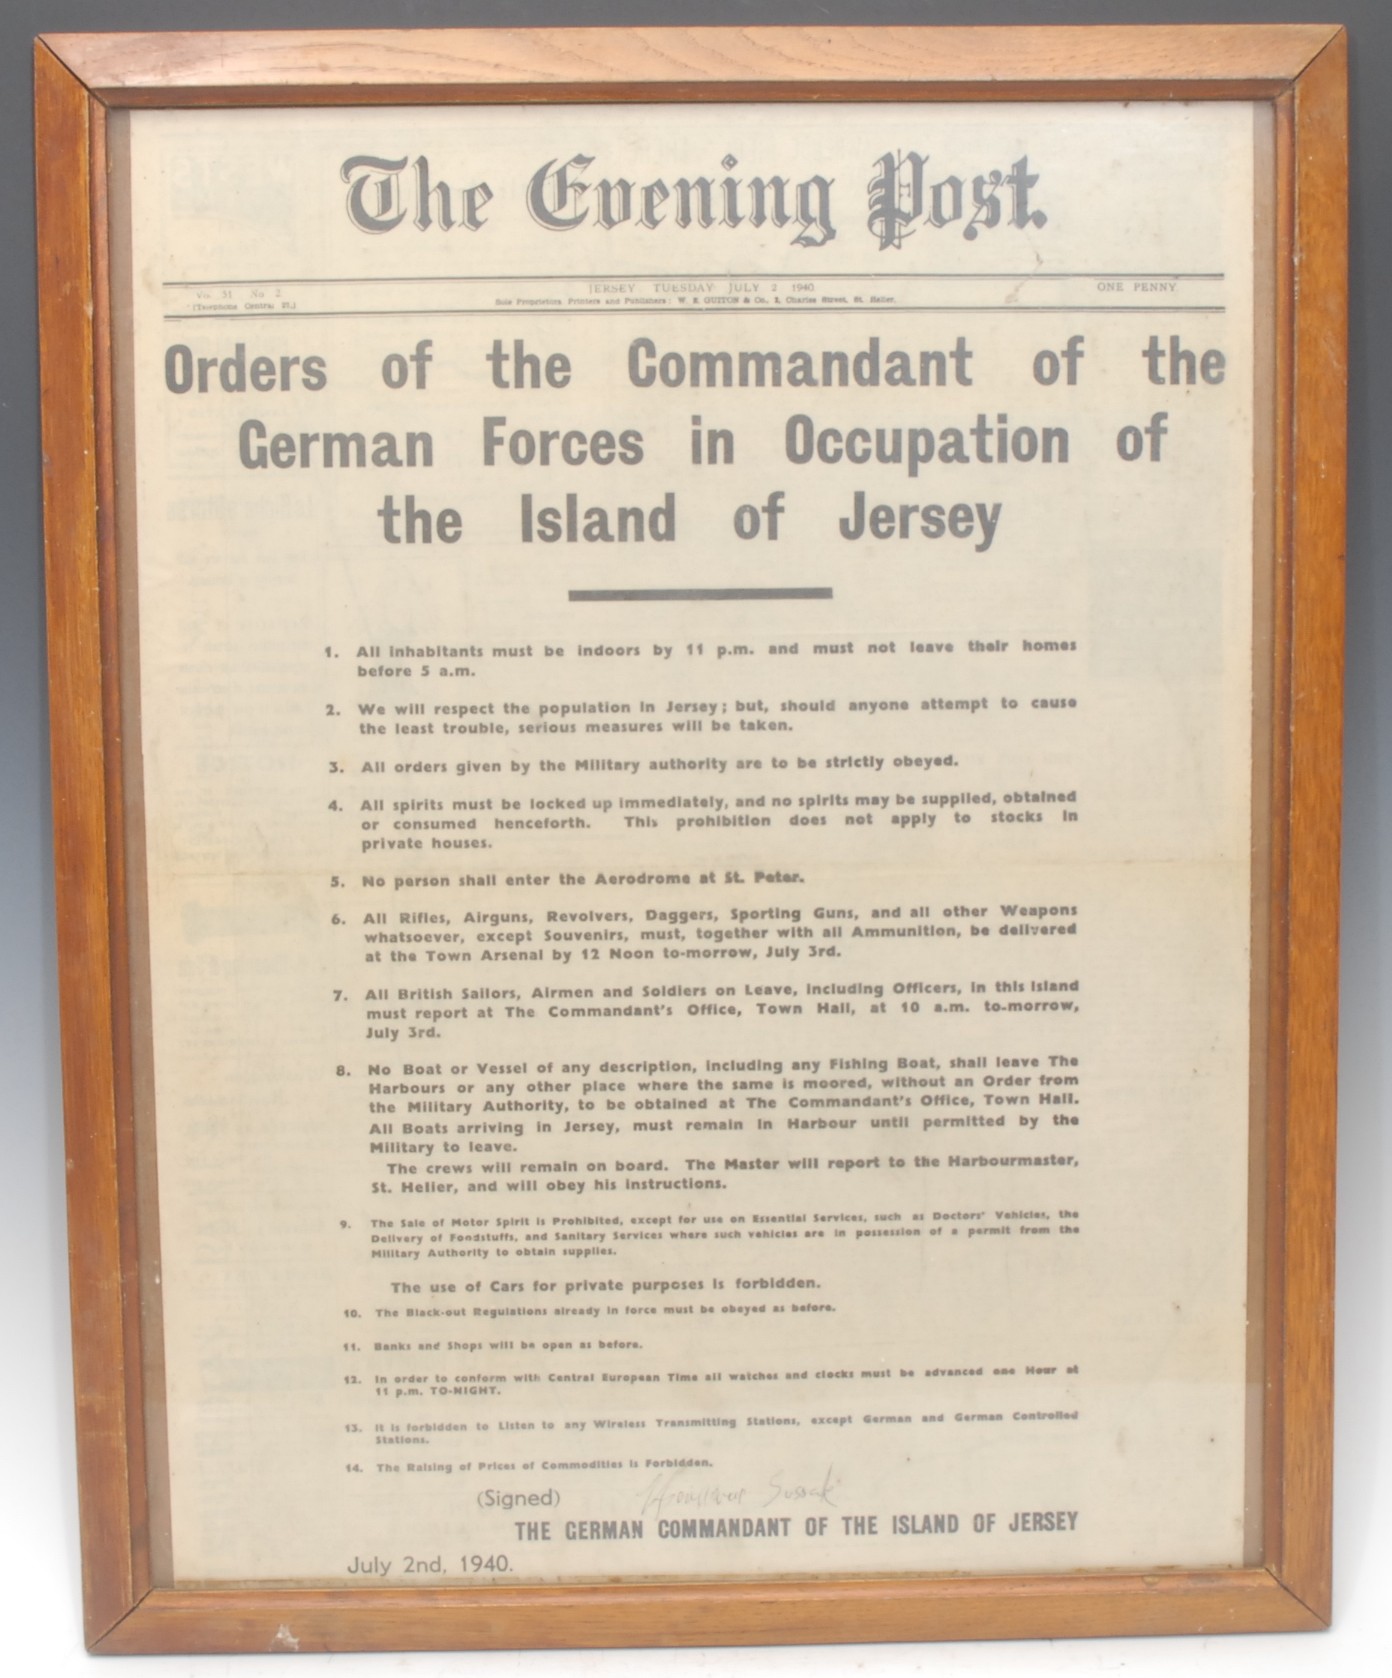 The Evening Post.
Vol 51 No 2
JERSEY TUESDAY JULY 2 1940
ONE PENNY
(Telephone Central 27.)
Sole Proprietors, Printers and Publishers: W. E. GUITON & Co., 2, Charles Street, St. Helier.
Orders of the Commandant of the
German Forces in Occupation of
the Island of Jersey
1. All inhabitants must be indoors by 11 p.m. and must not leave their homes
before 5 a.m.
2. We will respect the population in Jersey; but, should anyone attempt to cause
the least trouble, serious measures will be taken.
3. All orders given by the Military authority are to be strictly obeyed.
4. All spirits must be locked up immediately, and no spirits may be supplied, obtained
or consumed henceforth. This prohibition does not apply to stocks in
private houses.
5. No person shall enter the Aerodrome at St. Peter.
6. All Rifles, Airguns, Revolvers, Daggers, Sporting Guns, and all other Weapons
whatsoever, except Souvenirs, must, together with all Ammunition, be delivered
at the Town Arsenal by 12 Noon to-morrow, July 3rd.
7. All British Sailors, Airmen and Soldiers on Leave, including Officers, in this Island
must report at The Commandant's Office, Town Hall, at 10 a.m. to-morrow,
July 3rd.
8. No Boat or Vessel of any description, including any Fishing Boat, shall leave The
Harbours or any other place where the same is moored, without an Order from
the Military Authority, to be obtained at The Commandant's Office, Town Hall.
All Boats arriving in Jersey, must remain in Harbour until permitted by the
Military to leave.
The crews will remain on board. The Master will report to the Harbourmaster,
St. Helier, and will obey his instructions.
9. The Sale of Motor Spirit is Prohibited, except for use on Essential Services, such as Doctors' Vehicles, the
Delivery of Foodstuffs, and Sanitary Services where such vehicles are in possession of a permit from the
Military Authority to obtain supplies.
The use of Cars for private purposes is forbidden.
10. The Black-out Regulations already in force must be obeyed as before.
11. Banks and Shops will be open as before.
12. In order to conform with Central European Time all watches and clocks must be advanced one Hour at
11 p.m. TO-NIGHT.
13. It is forbidden to Listen to any Wireless Transmitting Stations, except German and German Controlled
Stations.
14. The Raising of Prices of Commodities is Forbidden.
(Signed)
THE GERMAN COMMANDANT OF THE ISLAND OF JERSEY
July 2nd, 1940.